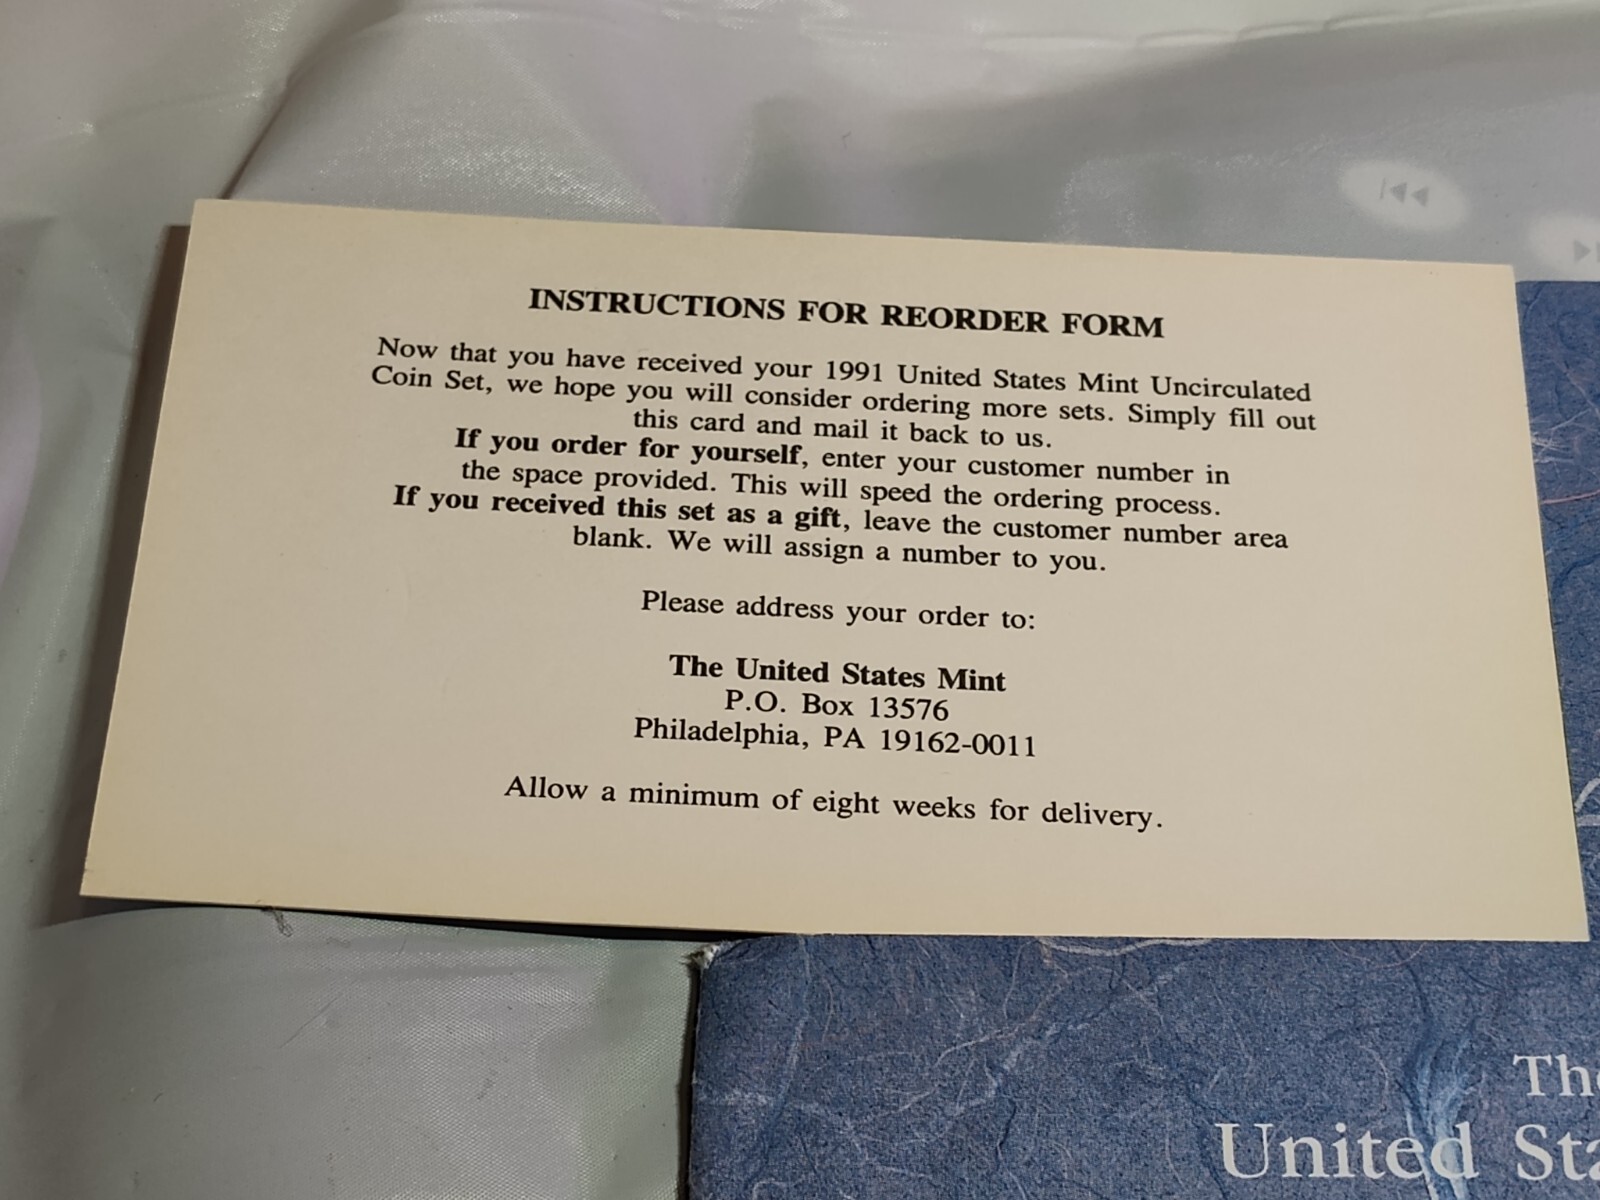 INSTRUCTIONS FOR REORDER FORM
Now that you have received your 1991 United States Mint Uncirculated
Coin Set, we hope you will consider ordering more sets. Simply fill out
this card and mail it back to us.
If you order for yourself, enter your customer number in
the space provided. This will speed the ordering process.
If you received this set as a gift, leave the customer number area
blank. We will assign a number to you.
Please address your order to:
The United States Mint
P.O. Box 13576
Philadelphia, PA 19162-0011
Allow a minimum of eight weeks for delivery.
United